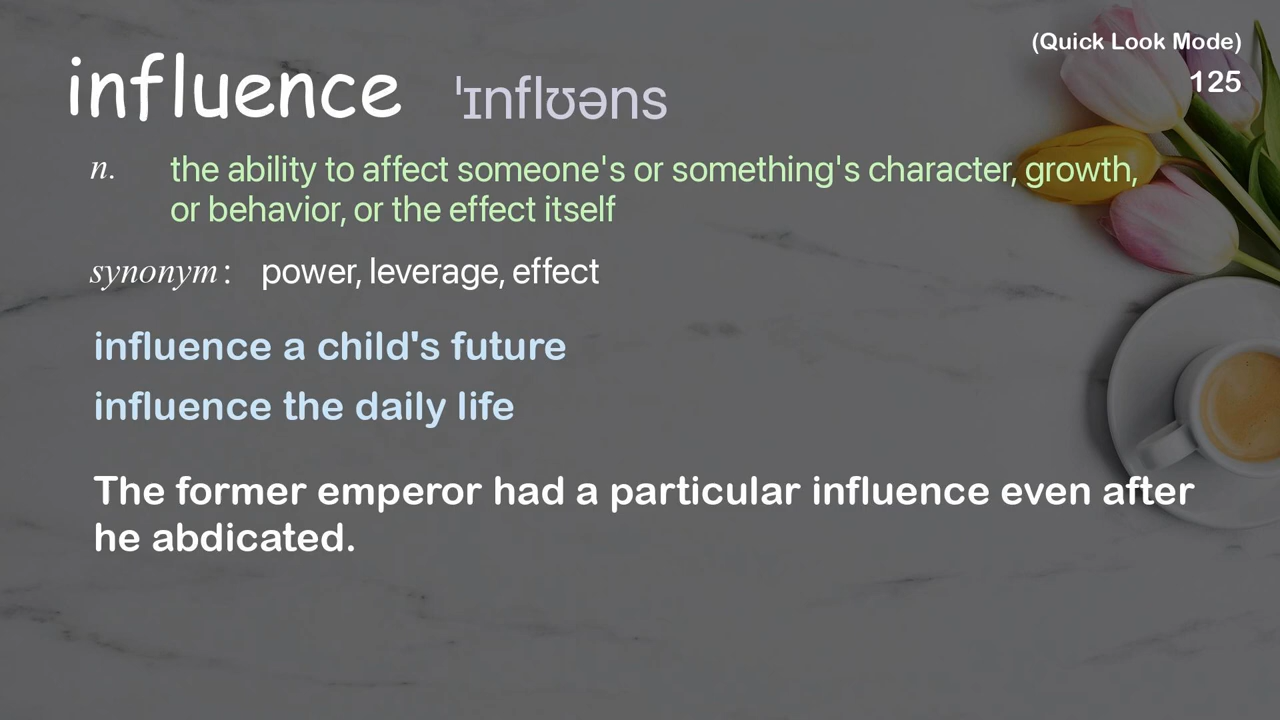 (Quick Look Mode)
125
influence ˈɪnflʊəns
n. the ability to affect someone's or something's character, growth,
or behavior, or the effect itself
synonym: power, leverage, effect
influence a child's future
influence the daily life
The former emperor had a particular influence even after
he abdicated.